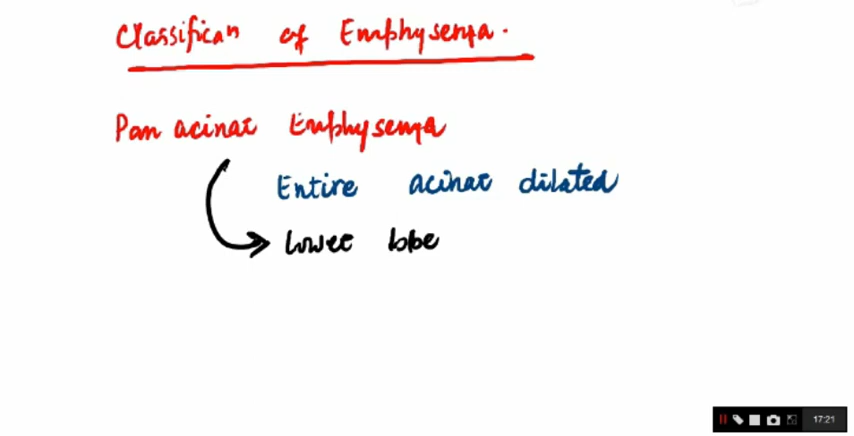 Classifican of Emphysema.
Pan acinar Emphysema
Entire acinar dilated
Lower lobe
17:21